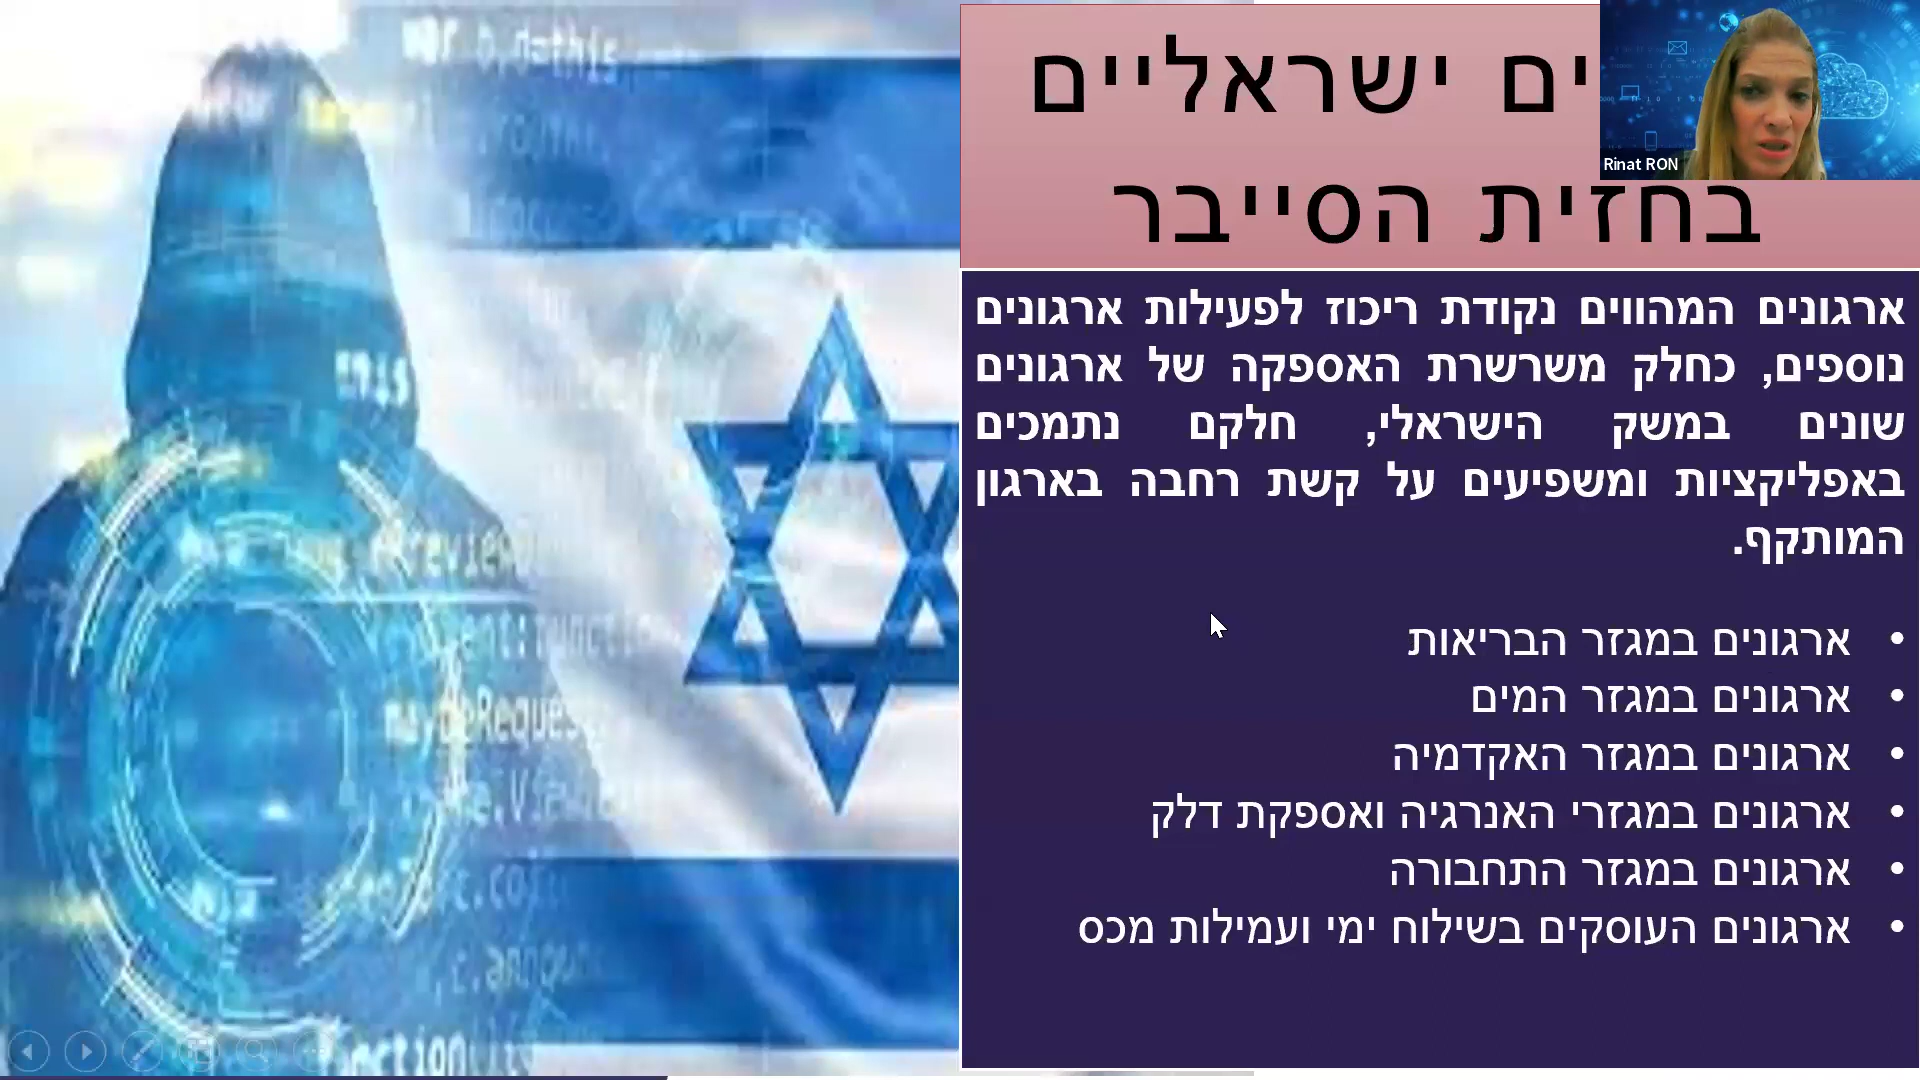 ים ישראליים
בחזית הסייבר
Rinat RON
ארגונים המהווים נקודת ריכוז לפעילות ארגונים
נוספים, כחלק משרשרת האספקה של ארגונים
שונים במשק הישראלי, חלקם נתמכים
באפליקציות ומשפיעים על קשת רחבה בארגון
המותקף.
• ארגונים במגזר הבריאות
• ארגונים במגזר המים
• ארגונים במגזר האקדמיה
• ארגונים במגזרי האנרגיה ואספקת דלק
• ארגונים במגזר התחבורה
• ארגונים העוסקים בשילוח ימי ועמילות מכס